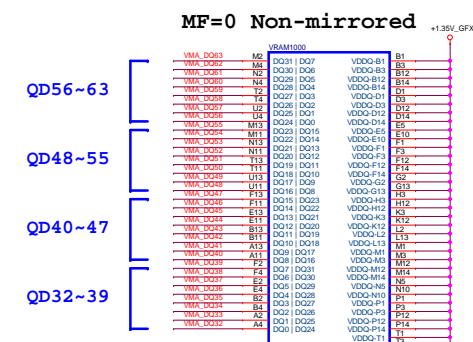 MF=0 Non-mirrored
+1.35V_GFX
VRAM1000
QD56~63
QD48~55
QD40~47
QD32~39
VMA_DQ63 M2 DQ31 | DQ7 VDDQ-B1 B1
VMA_DQ62 M4 DQ30 | DQ6 VDDQ-B3 B3
VMA_DQ61 N2 DQ29 | DQ5 VDDQ-B12 B12
VMA_DQ60 N4 DQ28 | DQ4 VDDQ-B14 B14
VMA_DQ59 T2 DQ27 | DQ3 VDDQ-D1 D1
VMA_DQ58 T4 DQ26 | DQ2 VDDQ-D3 D3
VMA_DQ57 U2 DQ25 | DQ1 VDDQ-D12 D12
VMA_DQ56 U4 DQ24 | DQ0 VDDQ-D14 D14
VMA_DQ55 M13 DQ23 | DQ15 VDDQ-E5 E5
VMA_DQ54 M11 DQ22 | DQ14 VDDQ-E10 E10
VMA_DQ53 N13 DQ21 | DQ13 VDDQ-F1 F1
VMA_DQ52 N11 DQ20 | DQ12 VDDQ-F3 F3
VMA_DQ51 T13 DQ19 | DQ11 VDDQ-F12 F12
VMA_DQ50 T11 DQ18 | DQ10 VDDQ-F14 F14
VMA_DQ49 U13 DQ17 | DQ9 VDDQ-G2 G2
VMA_DQ48 U11 DQ16 | DQ8 VDDQ-G13 G13
VMA_DQ47 F13 DQ15 | DQ23 VDDQ-H3 H3
VMA_DQ46 F11 DQ14 | DQ22 VDDQ-H12 H12
VMA_DQ45 E13 DQ13 | DQ21 VDDQ-K3 K3
VMA_DQ44 E11 DQ12 | DQ20 VDDQ-K12 K12
VMA_DQ43 B13 DQ11 | DQ19 VDDQ-L2 L2
VMA_DQ42 B11 DQ10 | DQ18 VDDQ-L13 L13
VMA_DQ41 A13 DQ9 | DQ17 VDDQ-M1 M1
VMA_DQ40 A11 DQ8 | DQ16 VDDQ-M3 M3
VMA_DQ39 F2 DQ7 | DQ31 VDDQ-M12 M12
VMA_DQ38 F4 DQ6 | DQ30 VDDQ-M14 M14
VMA_DQ37 E2 DQ5 | DQ29 VDDQ-N5 N5
VMA_DQ36 E4 DQ4 | DQ28 VDDQ-N10 N10
VMA_DQ35 B2 DQ3 | DQ27 VDDQ-P1 P1
VMA_DQ34 B4 DQ2 | DQ26 VDDQ-P3 P3
VMA_DQ33 A2 DQ1 | DQ25 VDDQ-P12 P12
VMA_DQ32 A4 DQ0 | DQ24 VDDQ-P14 P14
VDDQ-T1 T1
T3